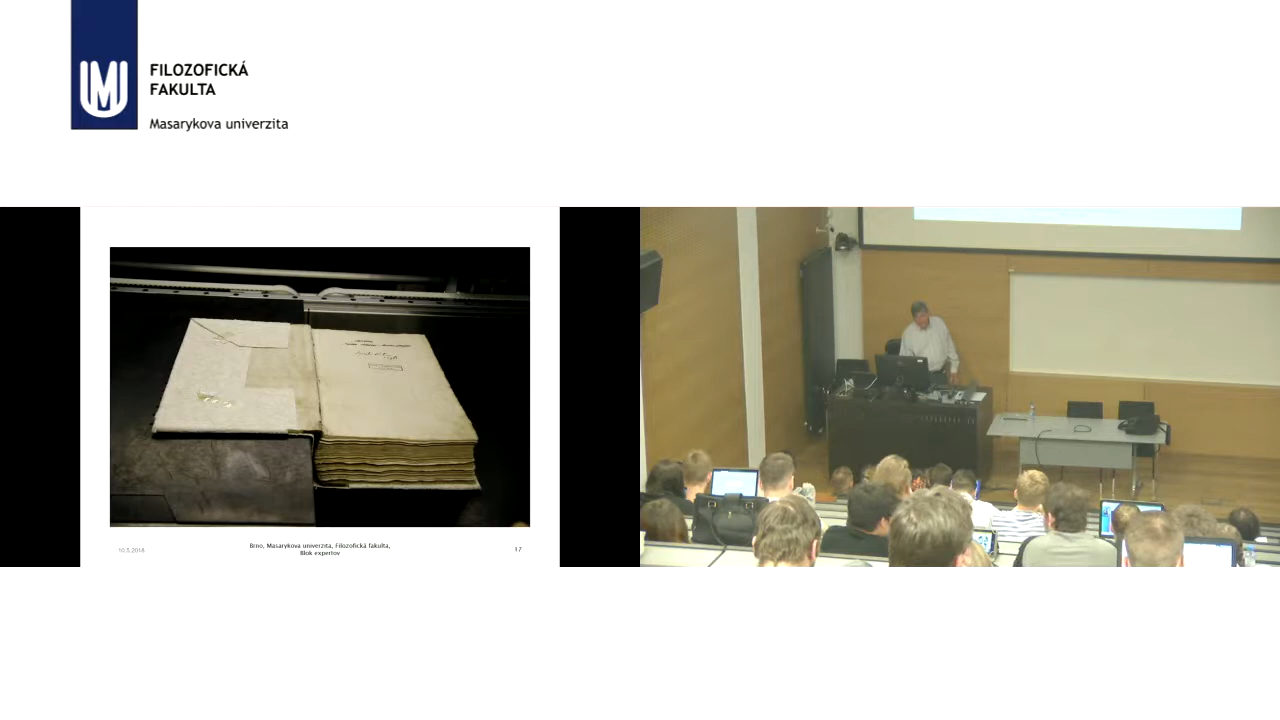 FILOZOFICKÁ
FAKULTA
Masarykova univerzita
10.5.2018
Brno, Masarykova univerzita, Filozofická fakulta,
Blok expertov
17